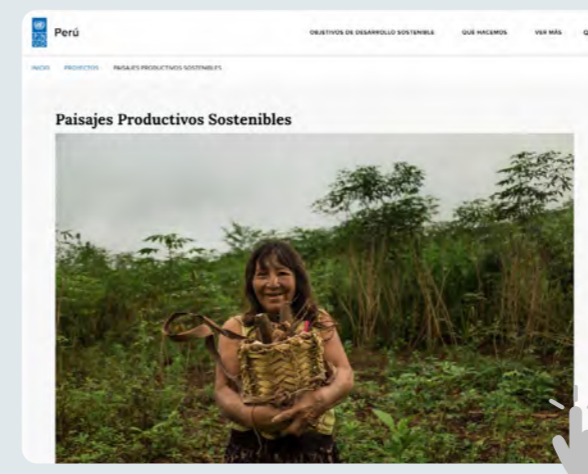 Perú
OBJETIVOS DE DESARROLLO SOSTENIBLE QUÉ HACEMOS VER MÁS Q
INICIO PROYECTOS PAISAJES PRODUCTIVOS SOSTENIBLES
Paisajes Productivos Sostenibles